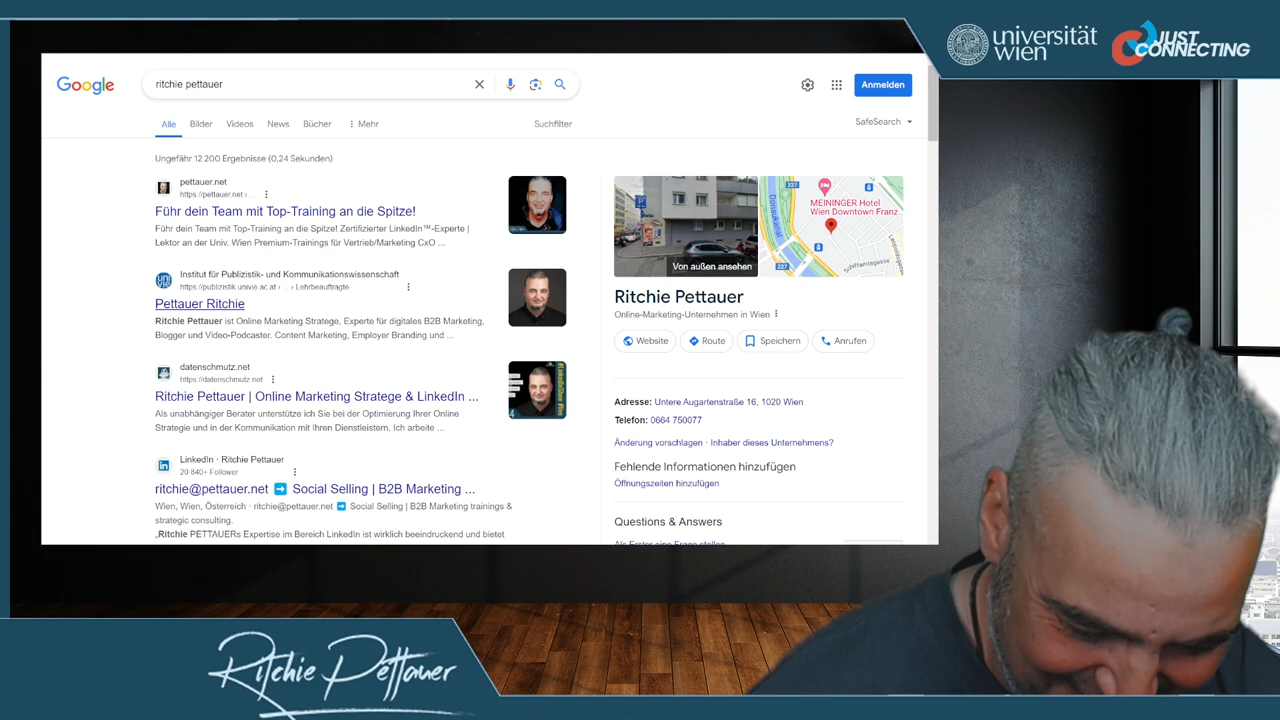 universität
wien
JUST
CONNECTING
Google
ritchie pettauer
Anmelden
Alle Bilder Videos News Bücher Mehr Suchfilter
SafeSearch
Ungefähr 12 200 Ergebnisse (0,24 Sekunden)
pettauer.net
https://pettauer.net › ...
Führ dein Team mit Top-Training an die Spitze!
Führ dein Team mit Top-Training an die Spitze! Zertifizierter LinkedIn™-Experte |
Lektor an der Univ. Wien Premium-Trainings für Vertrieb/Marketing CxO ...
Institut für Publizistik- und Kommunikationswissenschaft
https://publizistik.univie.ac.at › ... › Lehrbeauftragte
Pettauer Ritchie
Ritchie Pettauer ist Online Marketing Stratege, Experte für digitales B2B Marketing,
Blogger und Video-Podcaster. Content Marketing, Employer Branding und ...
datenschmutz.net
https://datenschmutz.net
Ritchie Pettauer | Online Marketing Stratege & LinkedIn ...
Als unabhängiger Berater unterstütze ich Sie bei der Optimierung Ihrer Online
Strategie und in der Kommunikation mit Ihren Dienstleistern. Ich arbeite ...
LinkedIn · Ritchie Pettauer
20 840+ Follower
ritchie@pettauer.net ➡️ Social Selling | B2B Marketing ...
Wien, Wien, Österreich · ritchie@pettauer.net ➡️ Social Selling | B2B Marketing trainings &
strategic consulting.
„Ritchie PETTAUERs Expertise im Bereich LinkedIn ist wirklich beeindruckend und bietet
Von außen ansehen
227
227
227
Donaukanal
MEININGER Hotel
Wien Downtown Franz
Schiffamtsgasse
Ritchie Pettauer
Online-Marketing-Unternehmen in Wien
Website Route Speichern Anrufen
Adresse: Untere Augartenstraße 16, 1020 Wien
Telefon: 0664 750077
Änderung vorschlagen · Inhaber dieses Unternehmens?
Fehlende Informationen hinzufügen
Öffnungszeiten hinzufügen
Questions & Answers
Als Erster eine Frage stellen
Ritchie Pettauer